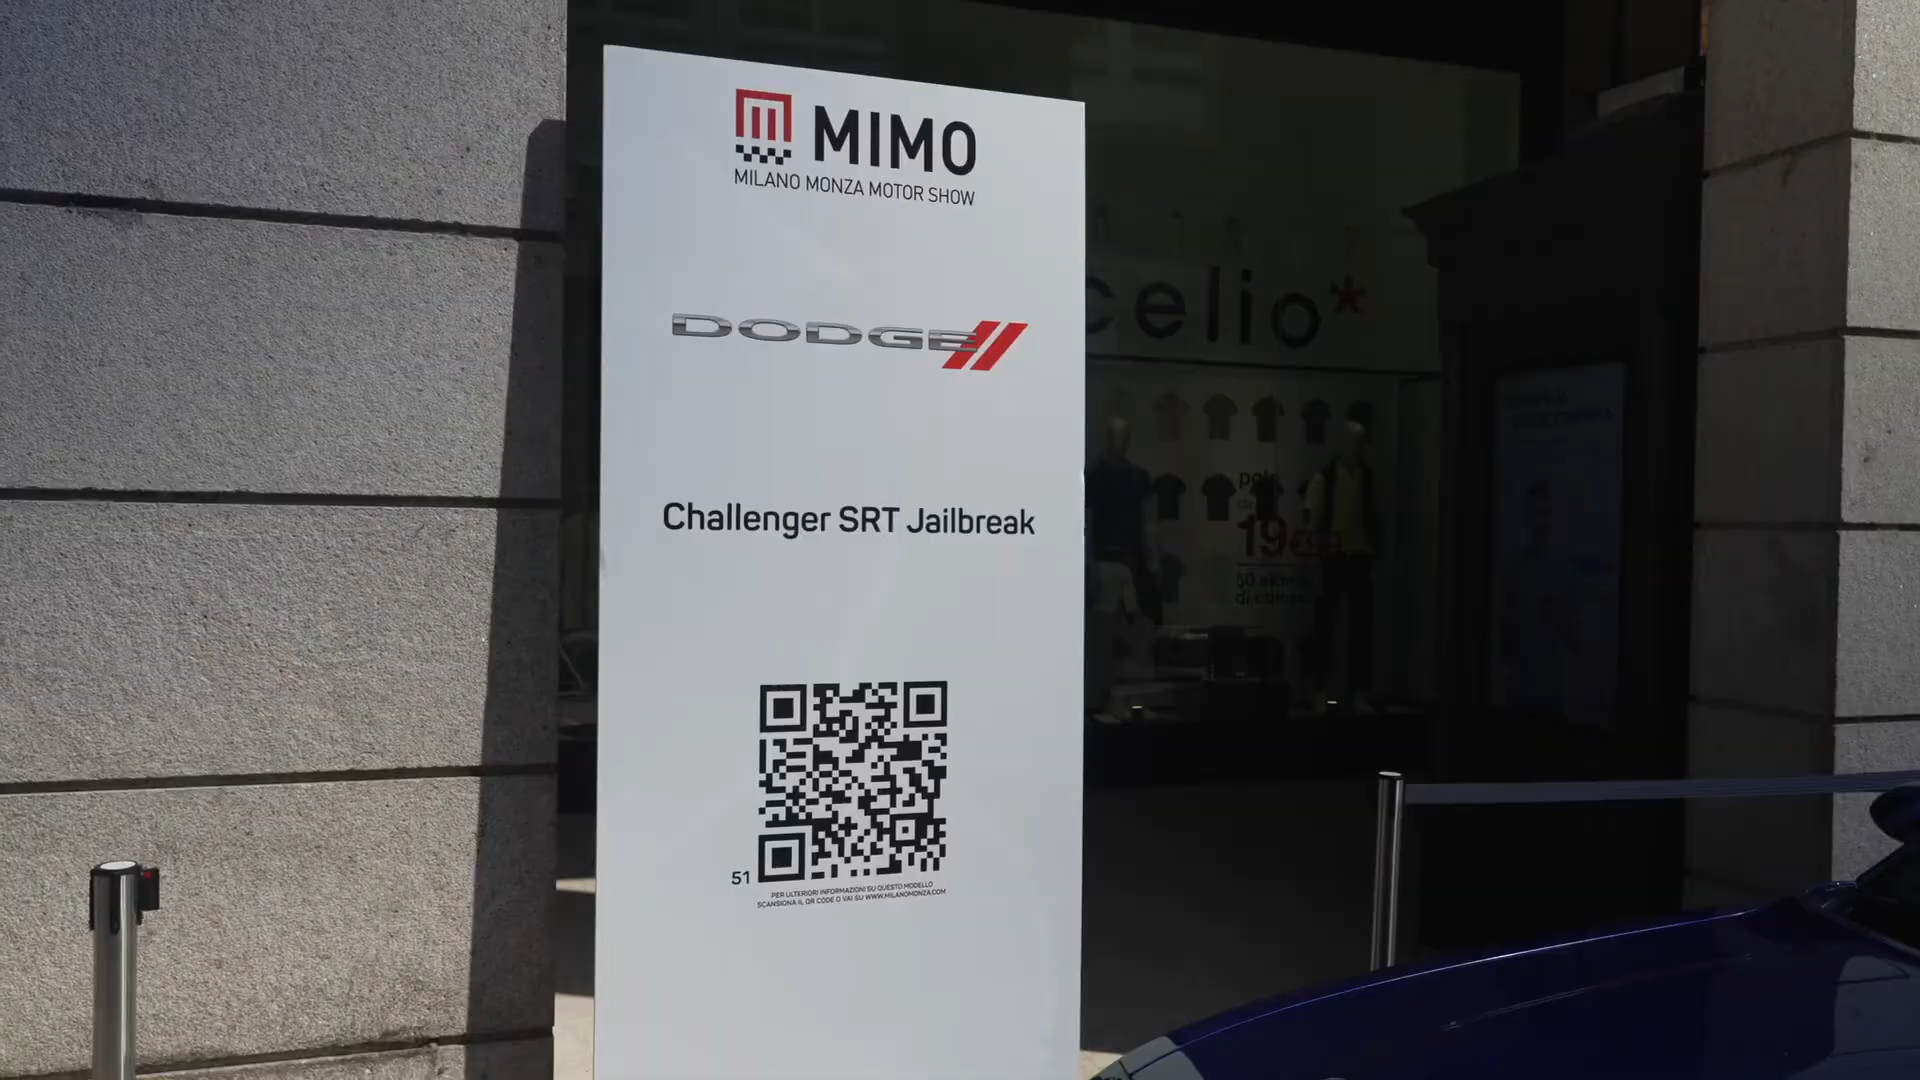 MIMO
MILANO MONZA MOTOR SHOW
DODGE
Challenger SRT Jailbreak
51
PER ULTERIORI INFORMAZIONI SU QUESTO MODELLO
SCANSIONA IL QR CODE O VAI SU WWW.MILANOMONZA.COM
celio*
polo
19